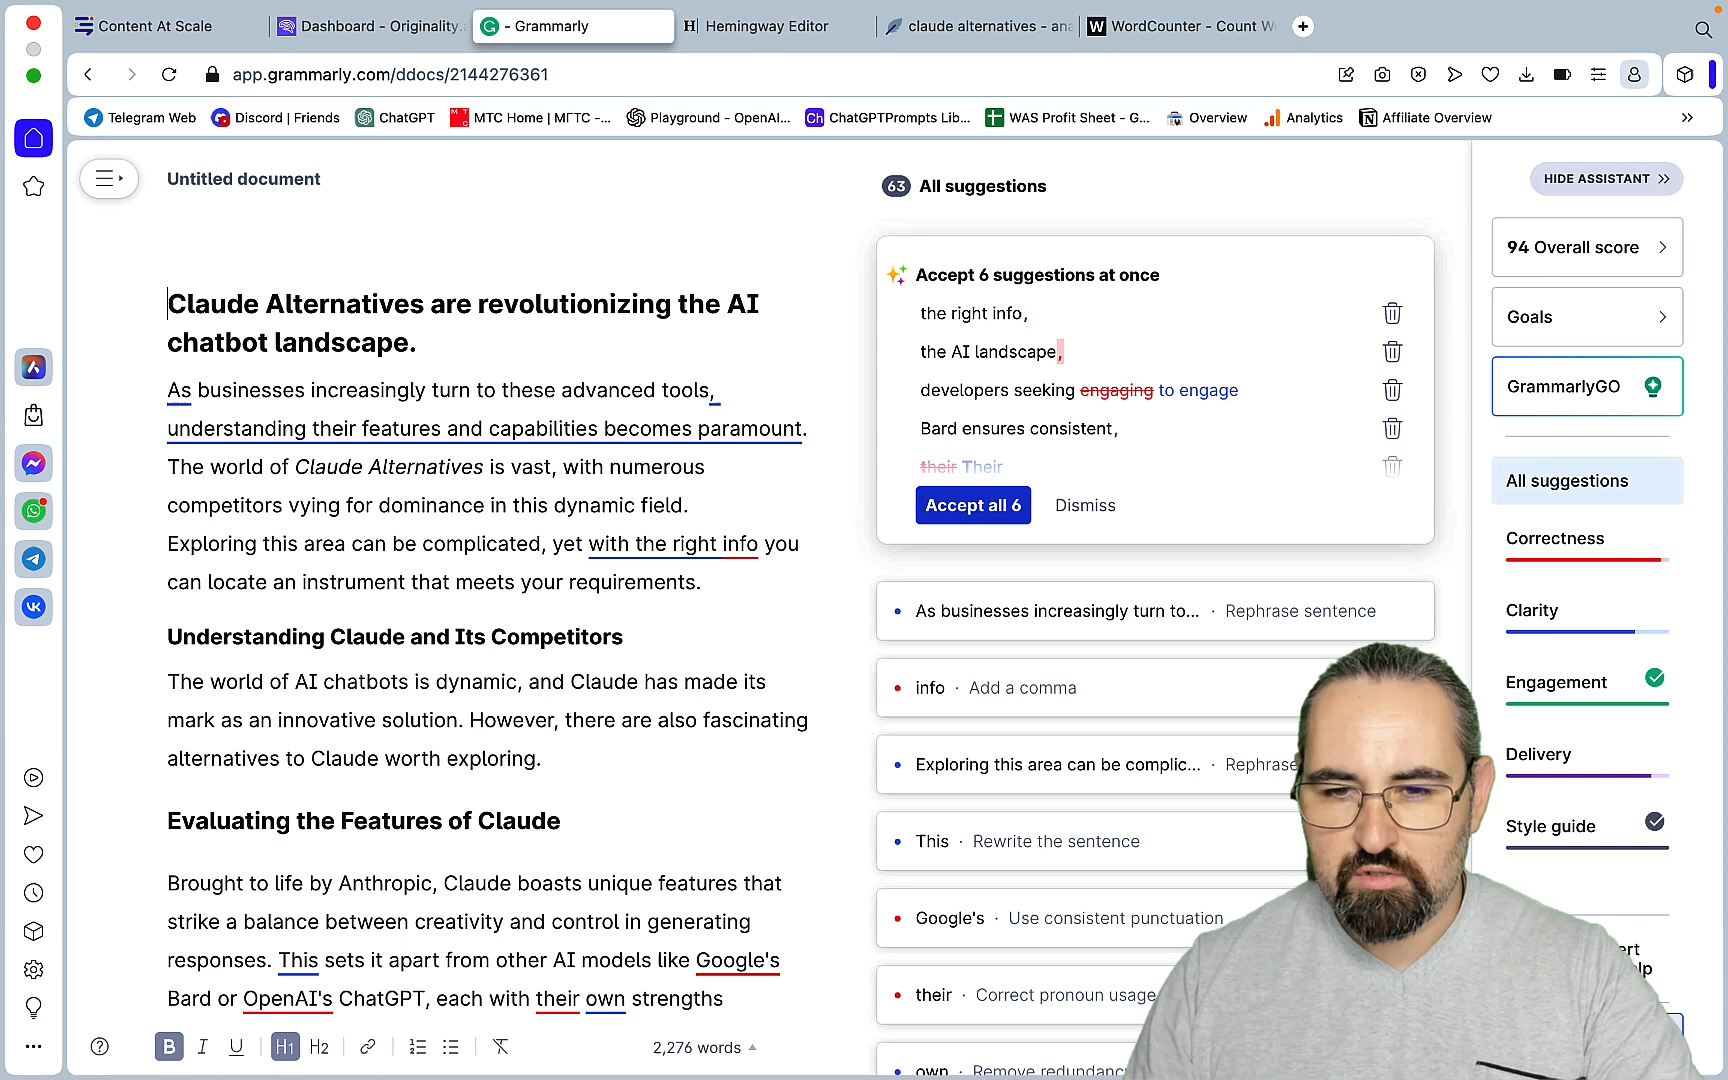 Content At Scale
Dashboard - Originality.
- Grammarly
Hemingway Editor
claude alternatives - ana
WordCounter - Count W
app.grammarly.com/ddocs/2144276361
Telegram Web
Discord | Friends
ChatGPT
МТС Home | МГТС -...
Playground - OpenAI...
ChatGPTPrompts Lib...
WAS Profit Sheet - G...
Overview
Analytics
Affiliate Overview
Untitled document
Claude Alternatives are revolutionizing the AI
chatbot landscape.
As businesses increasingly turn to these advanced tools,
understanding their features and capabilities becomes paramount.
The world of Claude Alternatives is vast, with numerous
competitors vying for dominance in this dynamic field.
Exploring this area can be complicated, yet with the right info you
can locate an instrument that meets your requirements.
Understanding Claude and Its Competitors
The world of AI chatbots is dynamic, and Claude has made its
mark as an innovative solution. However, there are also fascinating
alternatives to Claude worth exploring.
Evaluating the Features of Claude
Brought to life by Anthropic, Claude boasts unique features that
strike a balance between creativity and control in generating
responses. This sets it apart from other AI models like Google's
Bard or OpenAI's ChatGPT, each with their own strengths
B I U H1 H2
2,276 words
63 All suggestions
Accept 6 suggestions at once
the right info,
the AI landscape,
developers seeking engaging to engage
Bard ensures consistent,
their Their
Accept all 6
Dismiss
As businesses increasingly turn to... · Rephrase sentence
info · Add a comma
Exploring this area can be complic... · Rephrase
This · Rewrite the sentence
Google's · Use consistent punctuation
their · Correct pronoun usage
own · Remove redundancy
HIDE ASSISTANT
94 Overall score
Goals
GrammarlyGO
All suggestions
Correctness
Clarity
Engagement
Delivery
Style guide